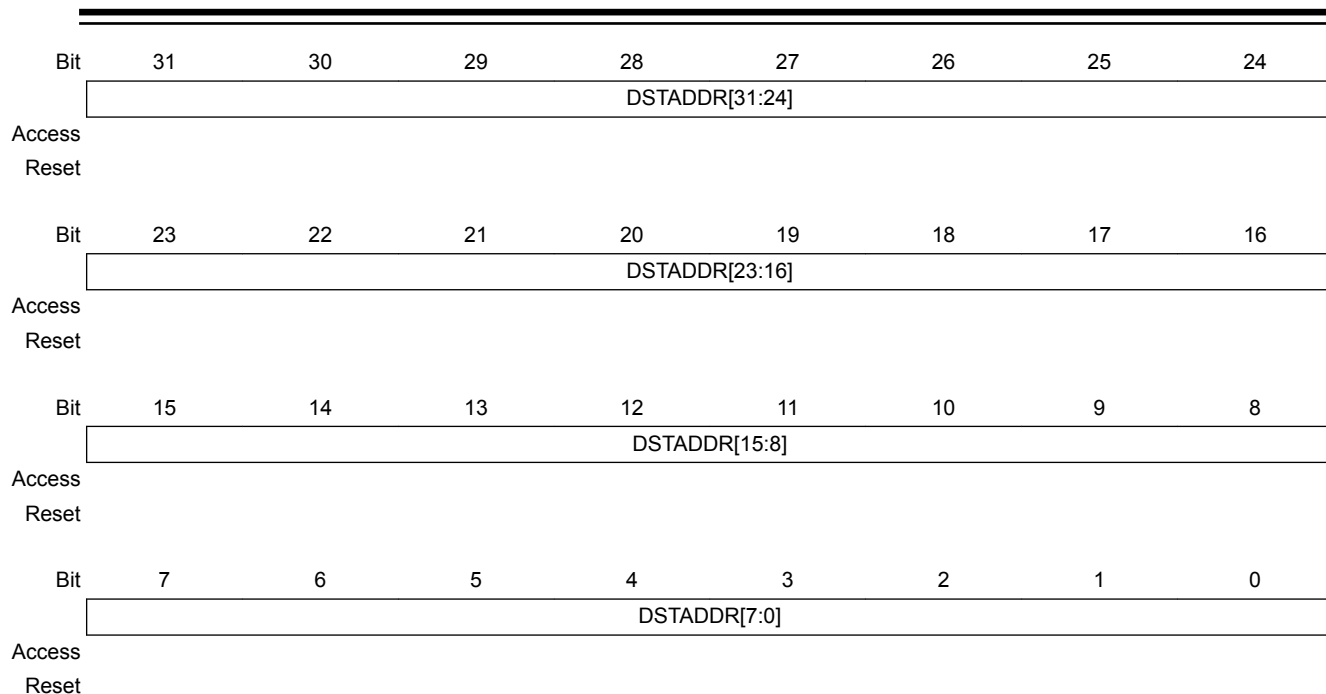 Bit 31 30 29 28 27 26 25 24
DSTADDR[31:24]
Access
Reset
Bit 23 22 21 20 19 18 17 16
DSTADDR[23:16]
Access
Reset
Bit 15 14 13 12 11 10 9 8
DSTADDR[15:8]
Access
Reset
Bit 7 6 5 4 3 2 1 0
DSTADDR[7:0]
Access
Reset